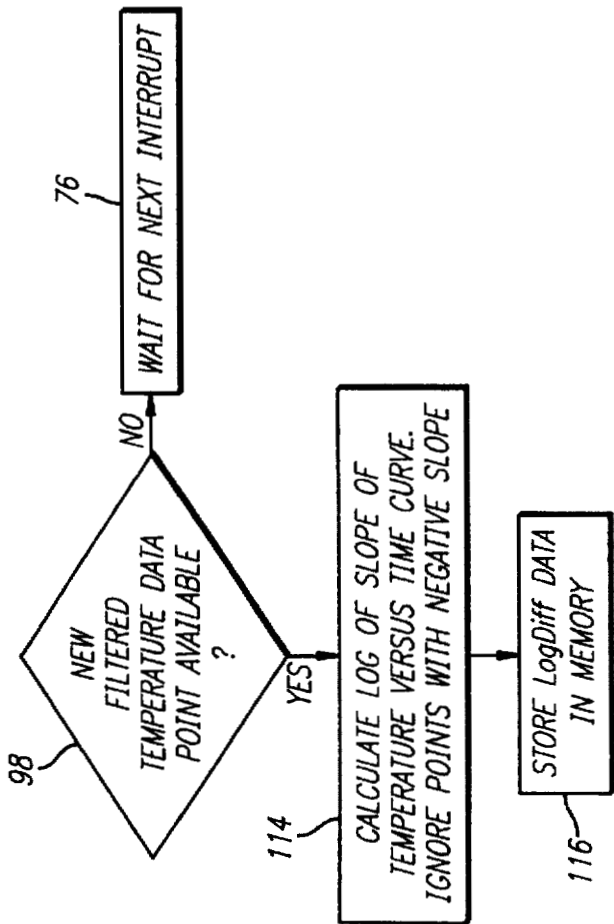 98
NEW
FILTERED
TEMPERATURE DATA
POINT AVAILABLE
?
NO
76
WAIT FOR NEXT INTERRUPT
YES
114
CALCULATE LOG OF SLOPE OF
TEMPERATURE VERSUS TIME CURVE.
IGNORE POINTS WITH NEGATIVE SLOPE
116
STORE LogDiff DATA
IN MEMORY